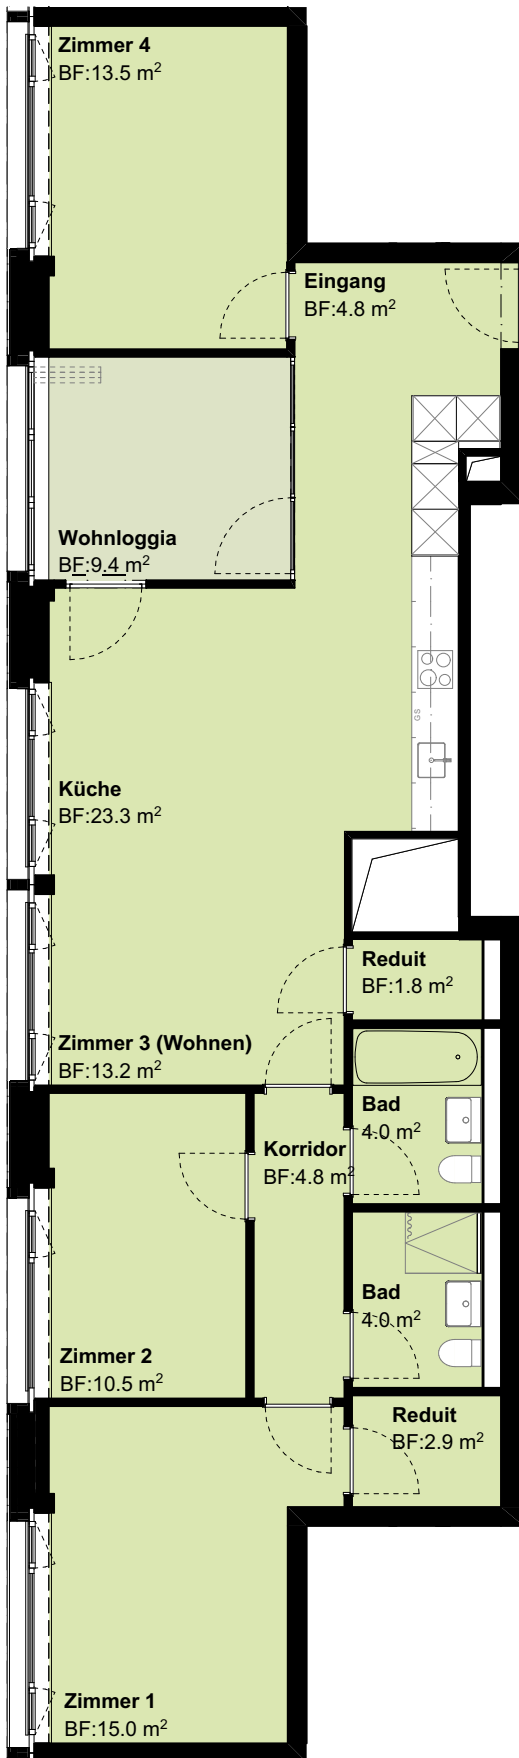 Zimmer 4
BF:13.5 m²
Eingang
BF:4.8 m²
Wohnloggia
BF:9.4 m²
GS
Küche
BF:23.3 m²
Reduit
BF:1.8 m²
Zimmer 3 (Wohnen)
BF:13.2 m²
Bad
4.0 m²
Korridor
BF:4.8 m²
Bad
4.0 m²
Zimmer 2
BF:10.5 m²
Reduit
BF:2.9 m²
Zimmer 1
BF:15.0 m²